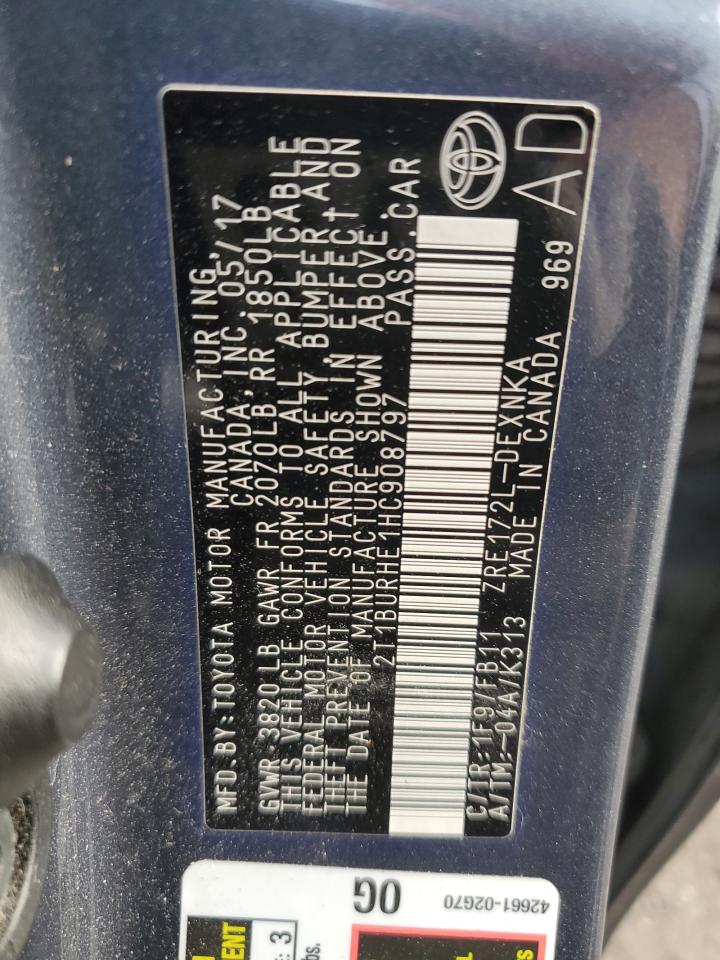 MFD.BY:TOYOTA MOTOR MANUFACTURING,
CANADA, INC. 05/17
GVWR 3820 LB GAWR FR 2070LB, RR 1850LB
THIS VEHICLE CONFORMS TO ALL APPLICABLE
FEDERAL MOTOR VEHICLE SAFETY, BUMPER AND
THEFT PREVENTION STANDARDS IN EFFECT ON
THE DATE OF MANUFACTURE SHOWN ABOVE.
2T1BURHE1HC908797 PASS.CAR
C/TR: 1F9/FB11 ZRE172L-DEXNKA
A/TM: -04A/K313 MADE IN CANADA 969
AD
0G
42661-02G70
3